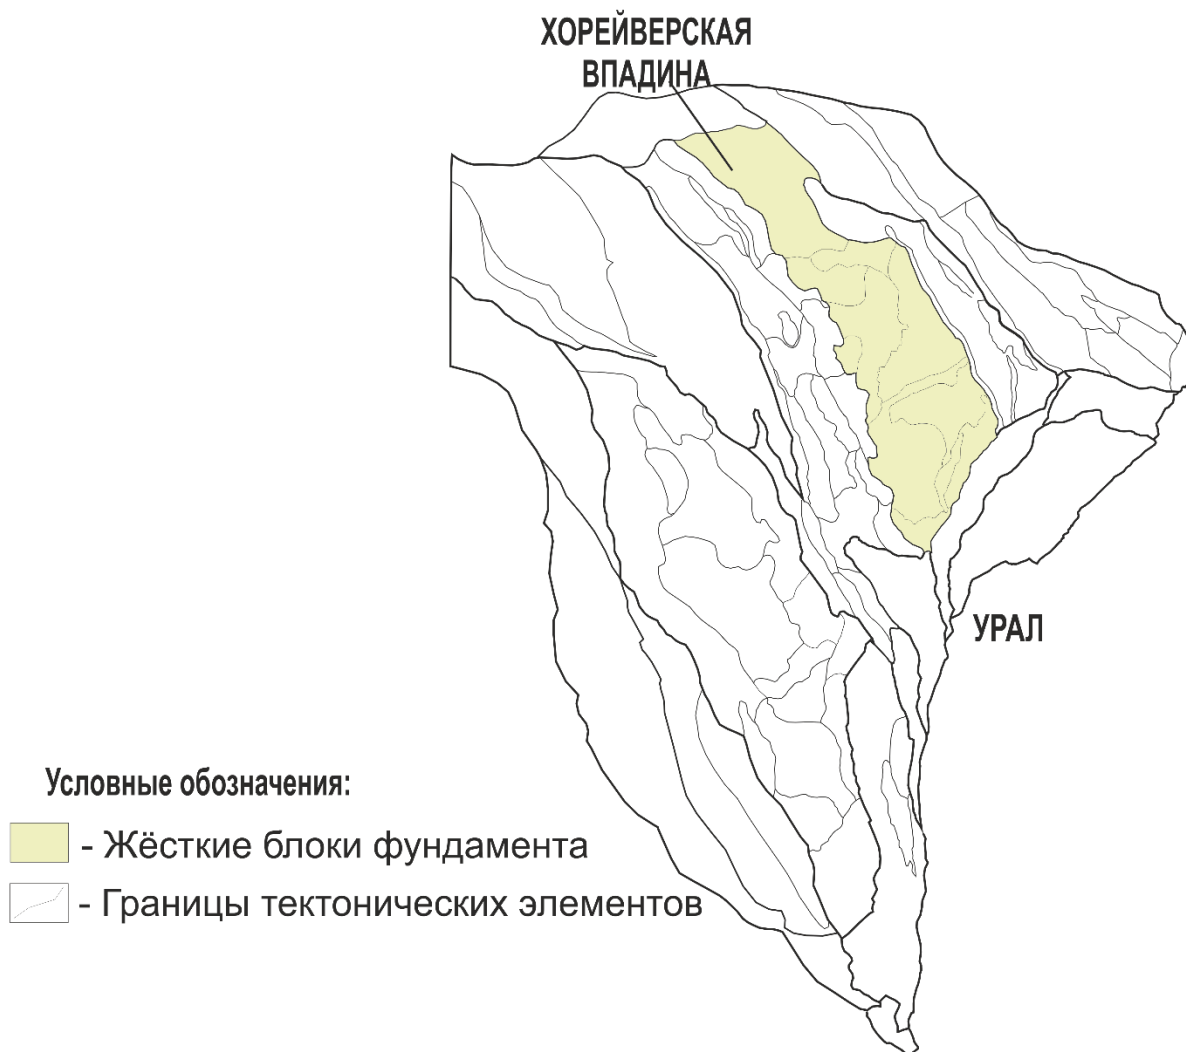 ХОРЕЙВЕРСКАЯ
ВПАДИНА
УРАЛ
Условные обозначения:
- Жёсткие блоки фундамента
- Границы тектонических элементов